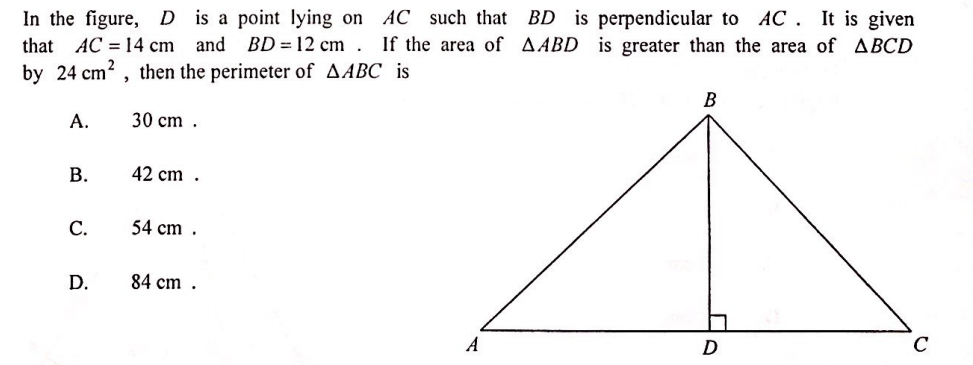 In the figure, D is a point lying on AC such that BD is perpendicular to AC . It is given
that AC = 14 cm and BD = 12 cm . If the area of ΔABD is greater than the area of ΔBCD
by 24 cm² , then the perimeter of ΔABC is
A. 30 cm .
B. 42 cm .
C. 54 cm .
D. 84 cm .
B
A D C